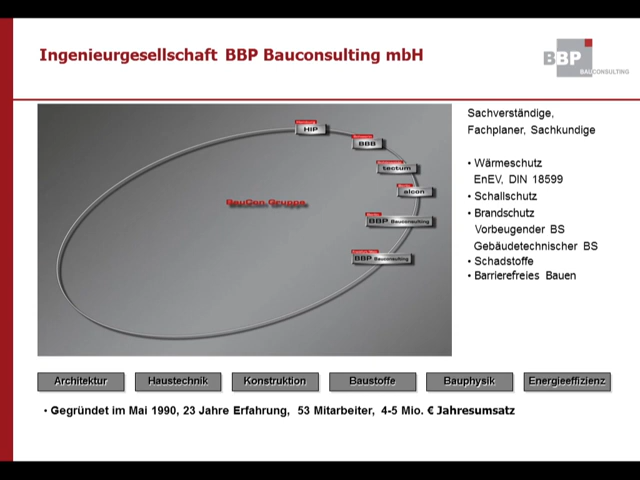 Ingenieurgesellschaft BBP Bauconsulting mbH
BBP
BAUCONSULTING
HIP
BBB
tactum
alcon
BauCon Gruppe
BBP Bauconsulting
BBP Bauconsulting
Sachverständige,
Fachplaner, Sachkundige
• Wärmeschutz
EnEV, DIN 18599
• Schallschutz
• Brandschutz
Vorbeugender BS
Gebäudetechnischer BS
• Schadstoffe
• Barrierefreies Bauen
Architektur
Haustechnik
Konstruktion
Baustoffe
Bauphysik
Energieeffizienz
• Gegründet im Mai 1990, 23 Jahre Erfahrung, 53 Mitarbeiter, 4-5 Mio. € Jahresumsatz